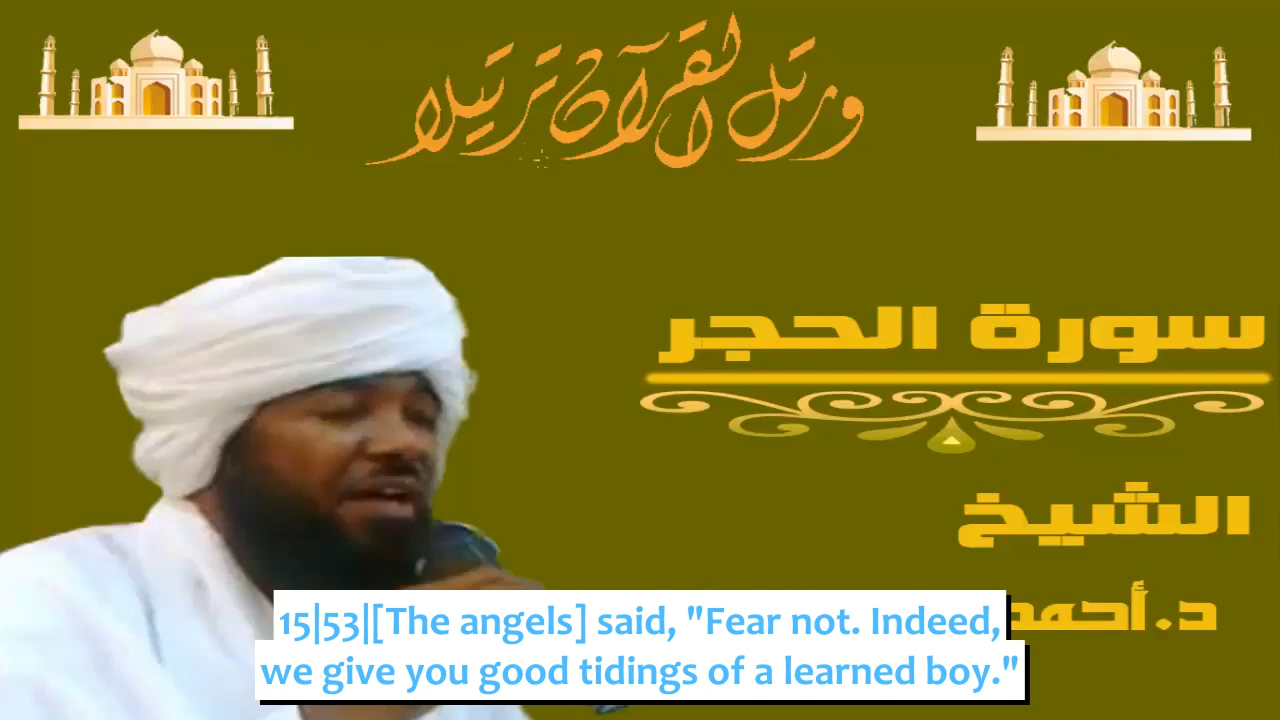 ورتل القرآن ترتيلا
سورة الحجر
الشيخ
د.أحمد
15|53|[The angels] said, "Fear not. Indeed,
we give you good tidings of a learned boy."